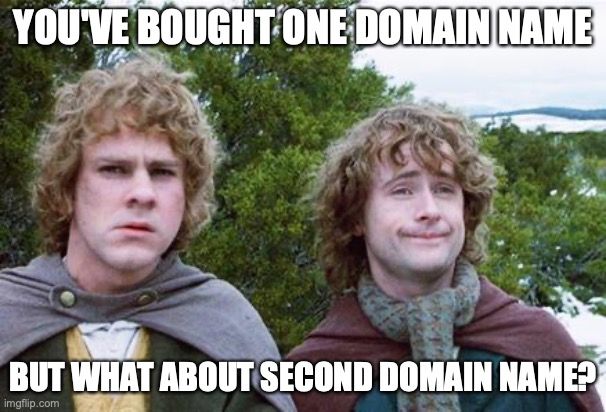 YOU'VE BOUGHT ONE DOMAIN NAME
BUT WHAT ABOUT SECOND DOMAIN NAME?
imgflip.com